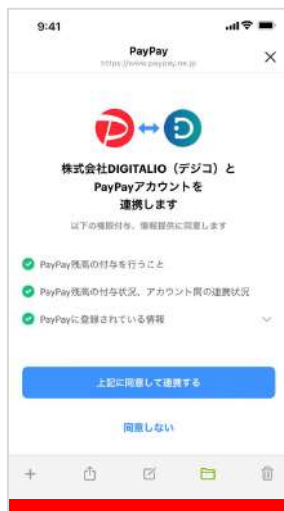 9:41
PayPay
https://www.paypay.ne.jp
株式会社DIGITALIO（デジコ）と
PayPayアカウントを
連携します
以下の権限付与、情報提供に同意します
PayPay残高の付与を行うこと
PayPay残高の付与状況、アカウント間の連携状況
PayPayに登録されている情報
上記に同意して連携する
同意しない